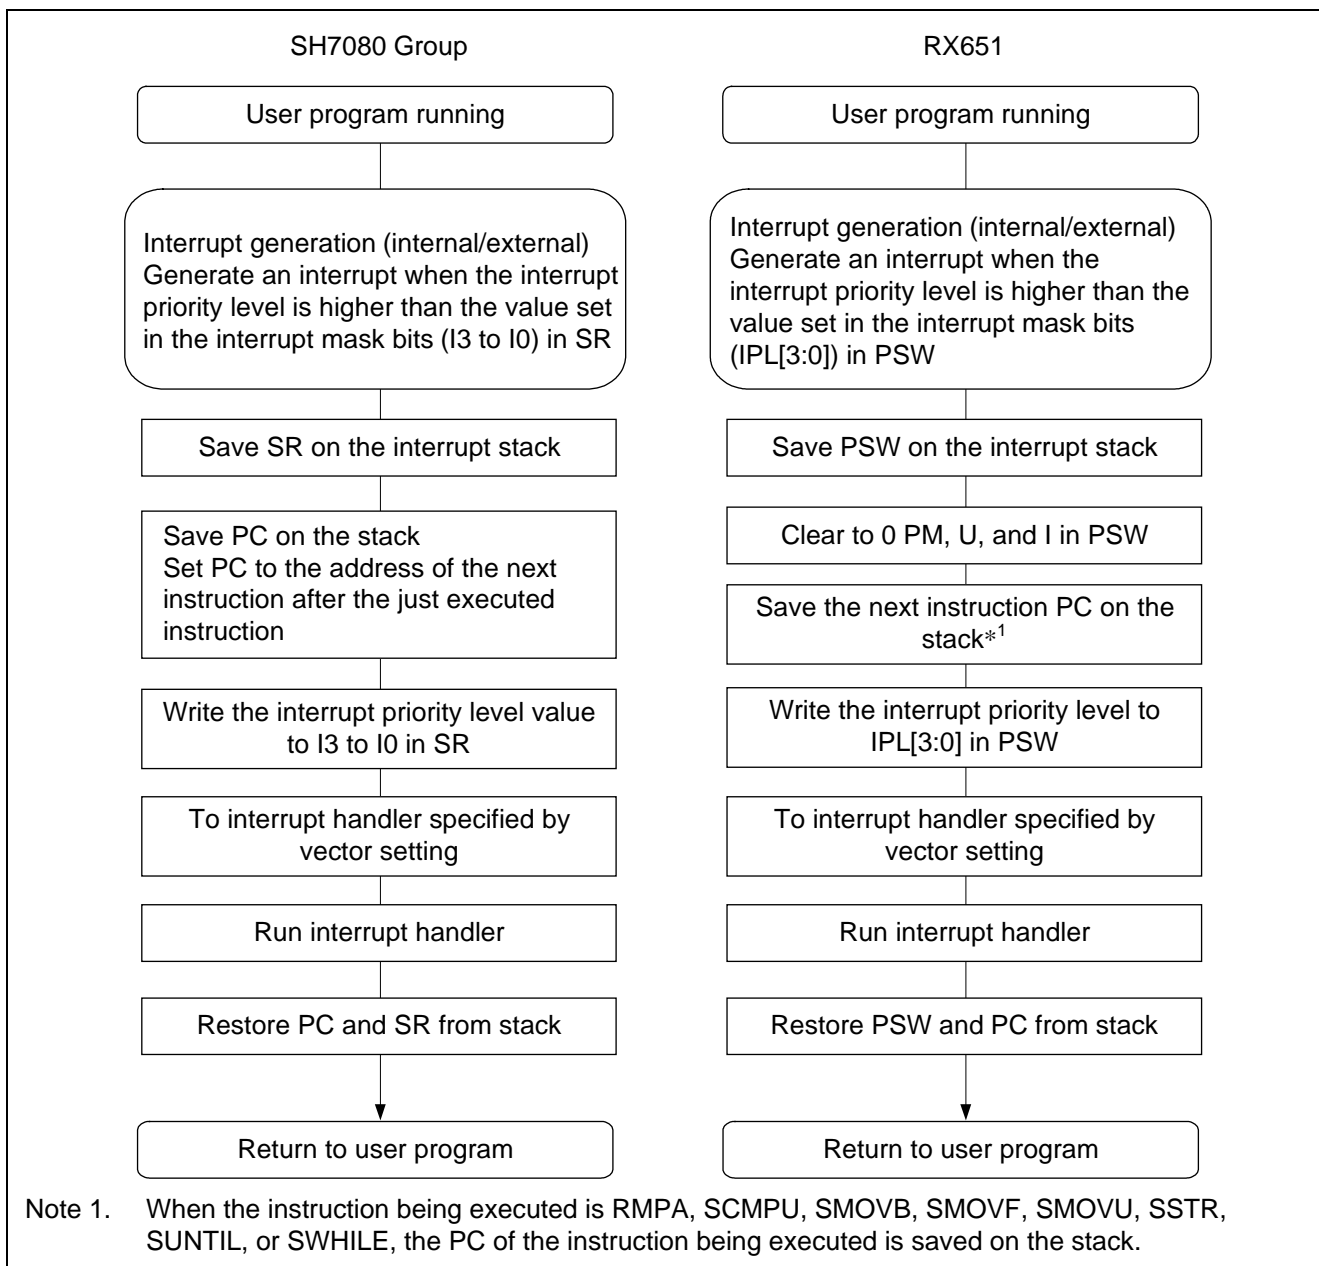 SH7080 Group
User program running
Interrupt generation (internal/external)
Generate an interrupt when the interrupt
priority level is higher than the value set
in the interrupt mask bits (I3 to I0) in SR
Save SR on the interrupt stack
Save PC on the stack
Set PC to the address of the next
instruction after the just executed
instruction
Write the interrupt priority level value
to I3 to I0 in SR
To interrupt handler specified by
vector setting
Run interrupt handler
Restore PC and SR from stack
Return to user program
RX651
User program running
Interrupt generation (internal/external)
Generate an interrupt when the
interrupt priority level is higher than the
value set in the interrupt mask bits
(IPL[3:0]) in PSW
Save PSW on the interrupt stack
Clear to 0 PM, U, and I in PSW
Save the next instruction PC on the
stack*1
Write the interrupt priority level to
IPL[3:0] in PSW
To interrupt handler specified by
vector setting
Run interrupt handler
Restore PSW and PC from stack
Return to user program
Note 1. When the instruction being executed is RMPA, SCMPU, SMOVB, SMOVF, SMOVU, SSTR,
SUNTIL, or SWHILE, the PC of the instruction being executed is saved on the stack.